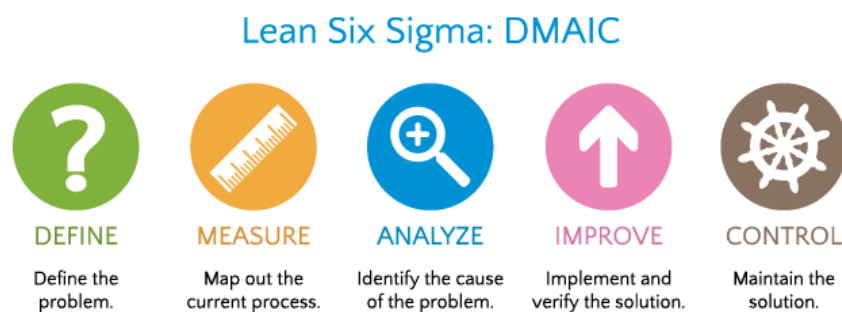 Lean Six Sigma: DMAIC
DEFINE
Define the
problem.
MEASURE
Map out the
current process.
ANALYZE
Identify the cause
of the problem.
IMPROVE
Implement and
verify the solution.
CONTROL
Maintain the
solution.